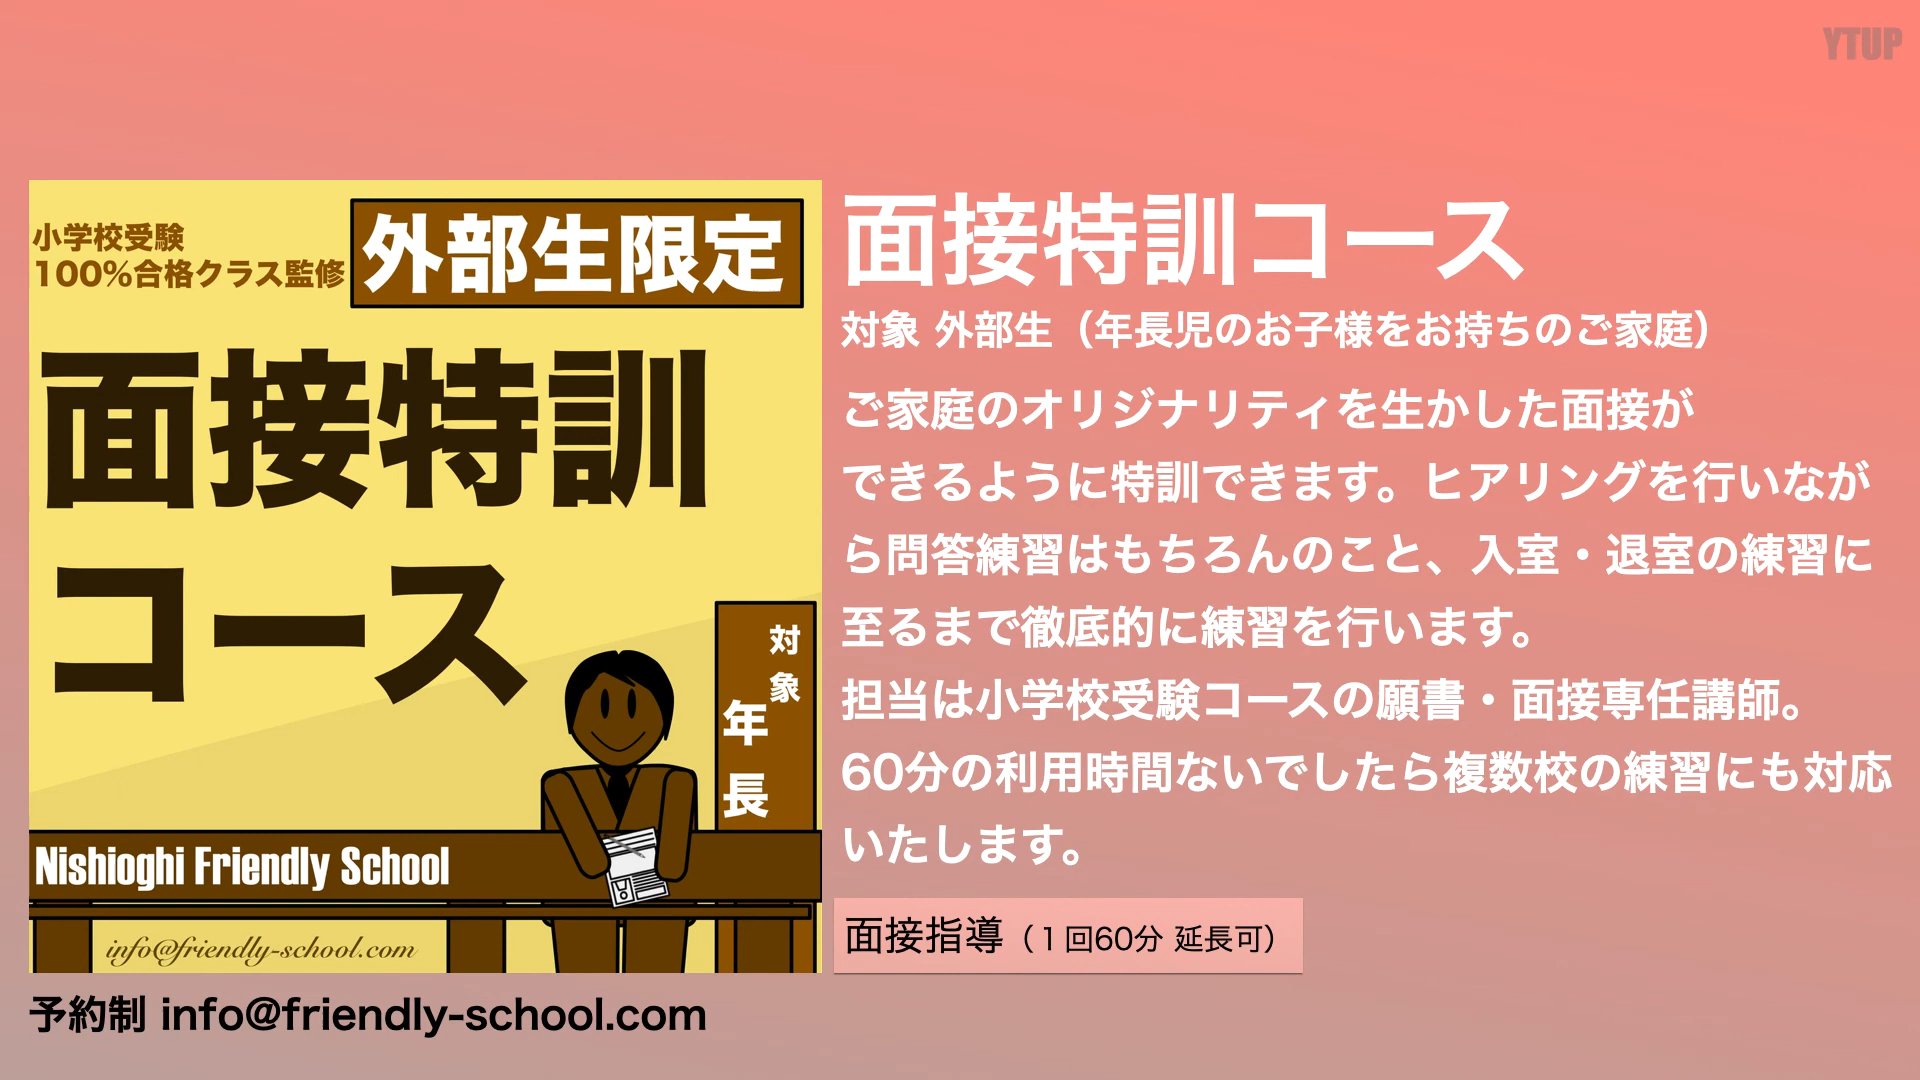 YTUP
小学校受験
100%合格クラス監修
外部生限定
面接特訓
コース
対象
年長
Nishioghi Friendly School
info@friendly-school.com
予約制 info@friendly-school.com
面接特訓コース
対象 外部生（年長児のお子様をお持ちのご家庭）
ご家庭のオリジナリティを生かした面接が
できるように特訓できます。ヒアリングを行いなが
ら問答練習はもちろんのこと、入室・退室の練習に
至るまで徹底的に練習を行います。
担当は小学校受験コースの願書・面接専任講師。
60分の利用時間ないでしたら複数校の練習にも対応
いたします。
面接指導（１回60分 延長可）